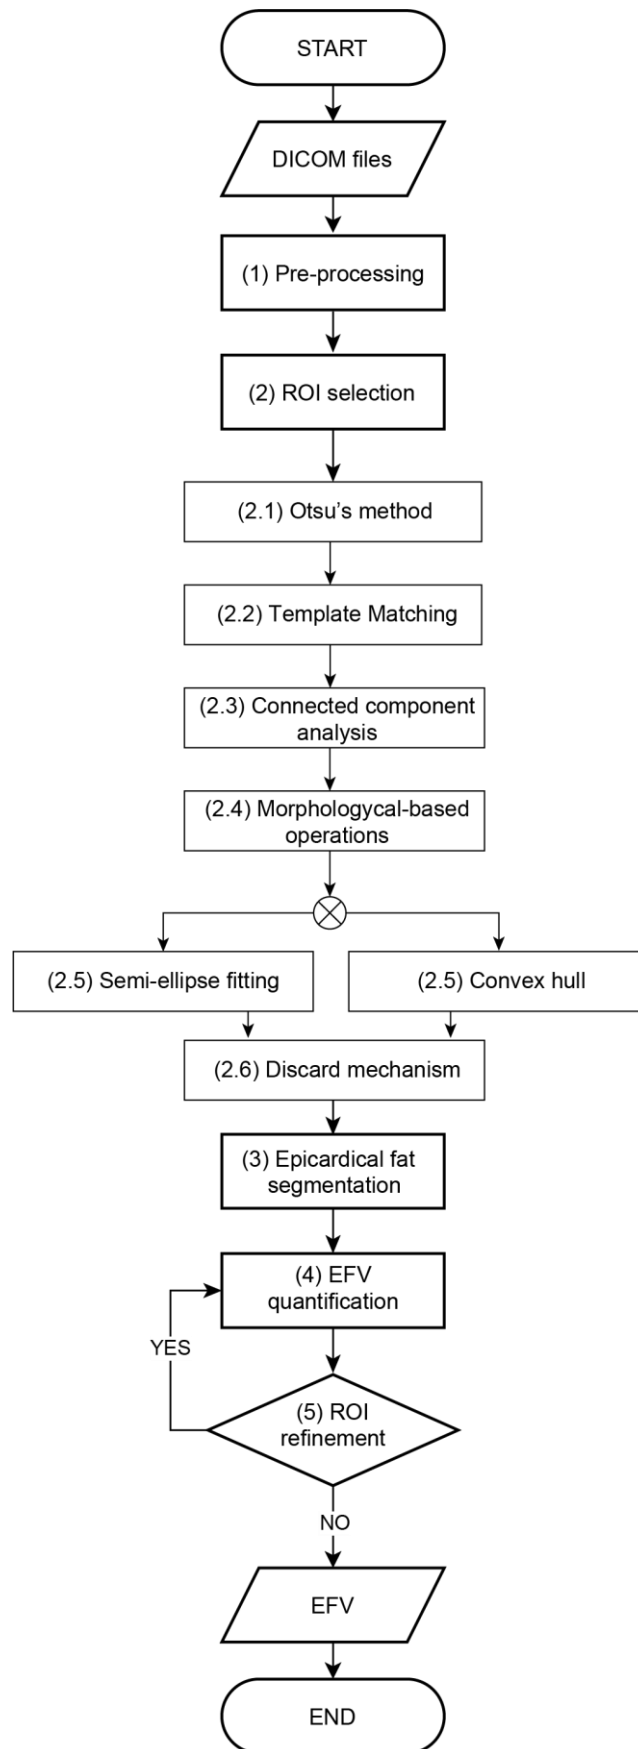 START
DICOM files
(1) Pre-processing
(2) ROI selection
(2.1) Otsu's method
(2.2) Template Matching
(2.3) Connected component
analysis
(2.4) Morphologycal-based
operations
(2.5) Semi-ellipse fitting
(2.5) Convex hull
(2.6) Discard mechanism
(3) Epicardical fat
segmentation
(4) EFV
quantification
YES
(5) ROI
refinement
NO
EFV
END